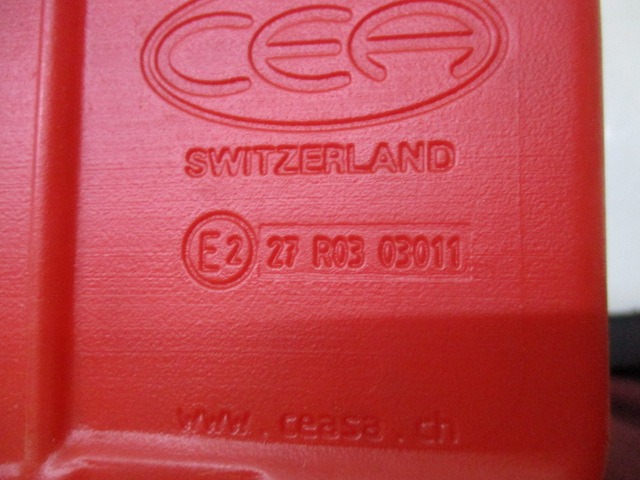 CEA
SWITZERLAND
E2 27 R03 03011
www.ceasa.ch